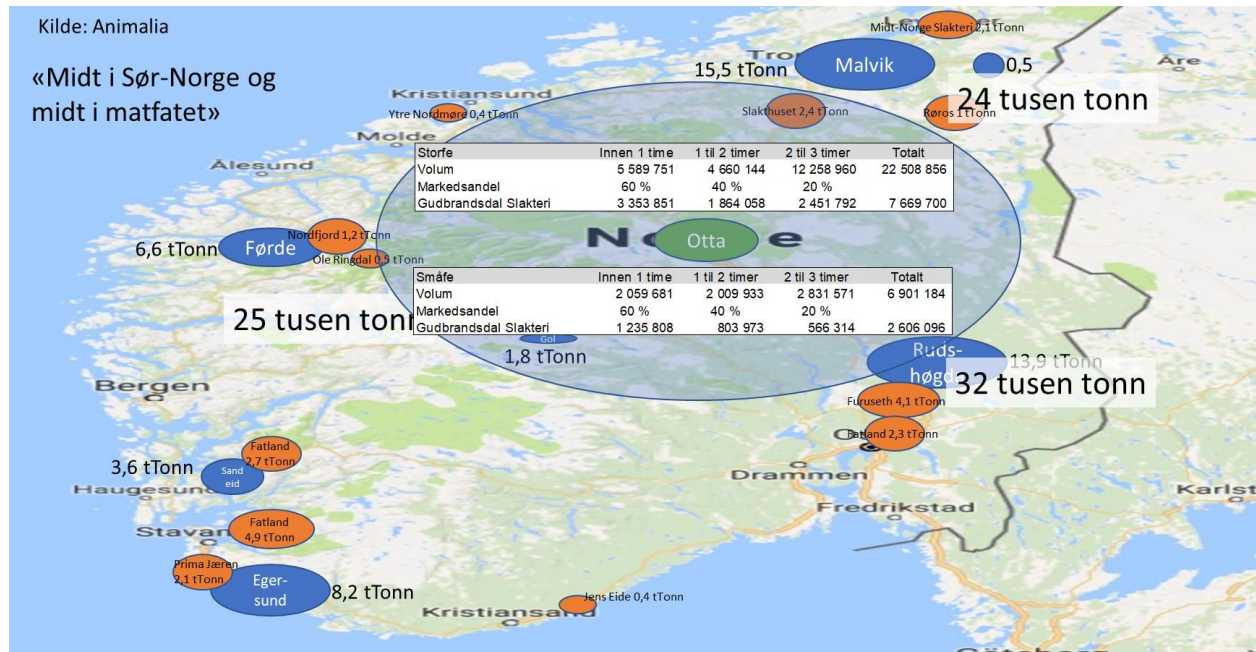 Kilde: Animalia
«Midt i Sør-Norge og
midt i matfatet»
Midt-Norge Slakteri 2,1 tTonn
15,5 tTonn
Malvik
0,5
Åre
24 tusen tonn
Kristiansund
Ytre Nordmøre 0,4 tTonn
Slakthuset 2,4 tTonn
Røros 1 tTonn
Molde
Ålesund
Storfe Innen 1 time 1 til 2 timer 2 til 3 timer Totalt
Volum 5 589 751 4 660 144 12 258 960 22 508 856
Markedsandel 60 % 40 % 20 %
Gudbrandsdal Slakteri 3 353 851 1 864 058 2 451 792 7 669 700
Nordfjord 1,2 tTonn
6,6 tTonn
Førde
Ole Ringdal 0,5 tTonn
Otta
Småfe Innen 1 time 1 til 2 timer 2 til 3 timer Totalt
Volum 2 059 681 2 009 933 2 831 571 6 901 184
Markedsandel 60 % 40 % 20 %
Gudbrandsdal Slakteri 1 235 808 803 973 566 314 2 606 096
25 tusen tonn
Gol
1,8 tTonn
Ruds-
høgda
13,9 tTonn
32 tusen tonn
Bergen
Furuseth 4,1 tTonn
Fatland 2,3 tTonn
Fatland
2,7 tTonn
3,6 tTonn
Sand
eid
Haugesund
Drammen
Fredrikstad
Karlst
Fatland
4,9 tTonn
Stavan
Prima Jæren
2,1 tTonn
Eger-
sund
8,2 tTonn
Jens Eide 0,4 tTonn
Kristiansand